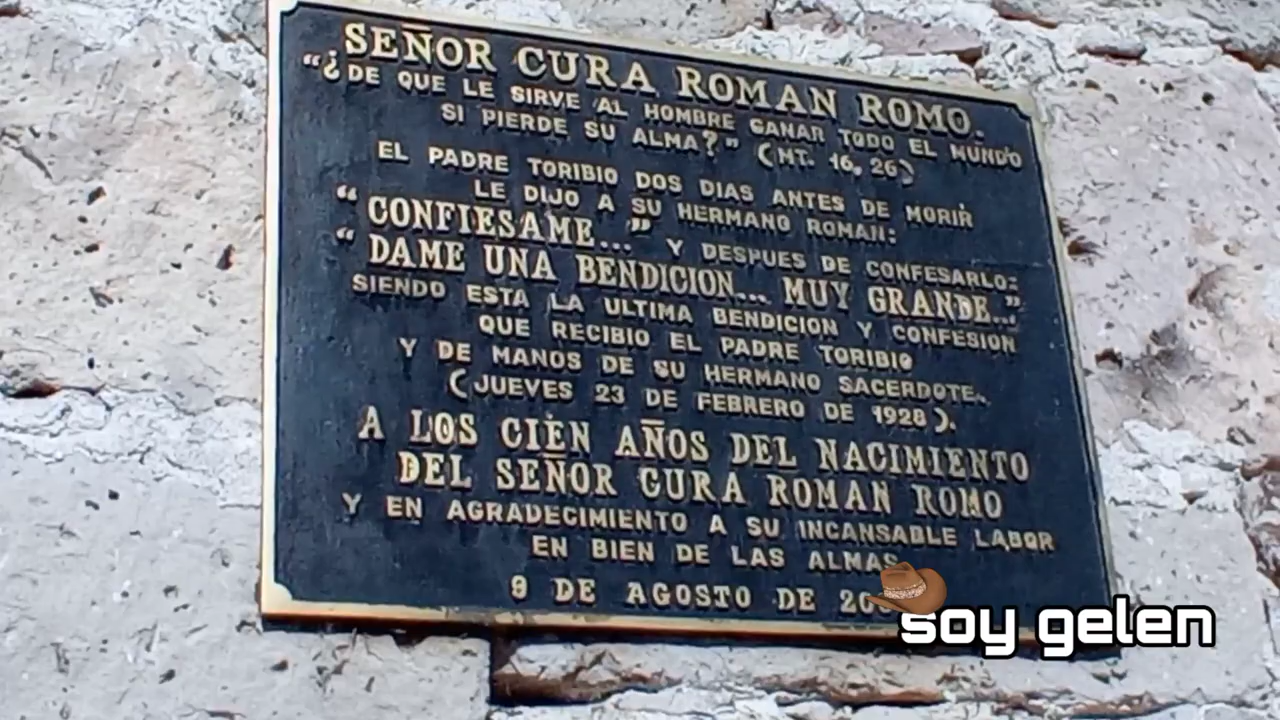 SEÑOR CURA ROMAN ROMO.
“¿DE QUE LE SIRVE AL HOMBRE GANAR TODO EL MUNDO
SI PIERDE SU ALMA?” (MT. 16, 26)
EL PADRE TORIBIO DOS DIAS ANTES DE MORIR
LE DIJO A SU HERMANO ROMAN:
“CONFIESAME...” Y DESPUES DE CONFESARLO:
“DAME UNA BENDICION... MUY GRANDE...”
SIENDO ESTA LA ULTIMA BENDICION Y CONFESION
QUE RECIBIO EL PADRE TORIBIO
Y DE MANOS DE SU HERMANO SACERDOTE.
(JUEVES 23 DE FEBRERO DE 1928).
A LOS CIEN AÑOS DEL NACIMIENTO
DEL SEÑOR CURA ROMAN ROMO
Y EN AGRADECIMIENTO A SU INCANSABLE LABOR
EN BIEN DE LAS ALMAS
9 DE AGOSTO DE
soy gelen